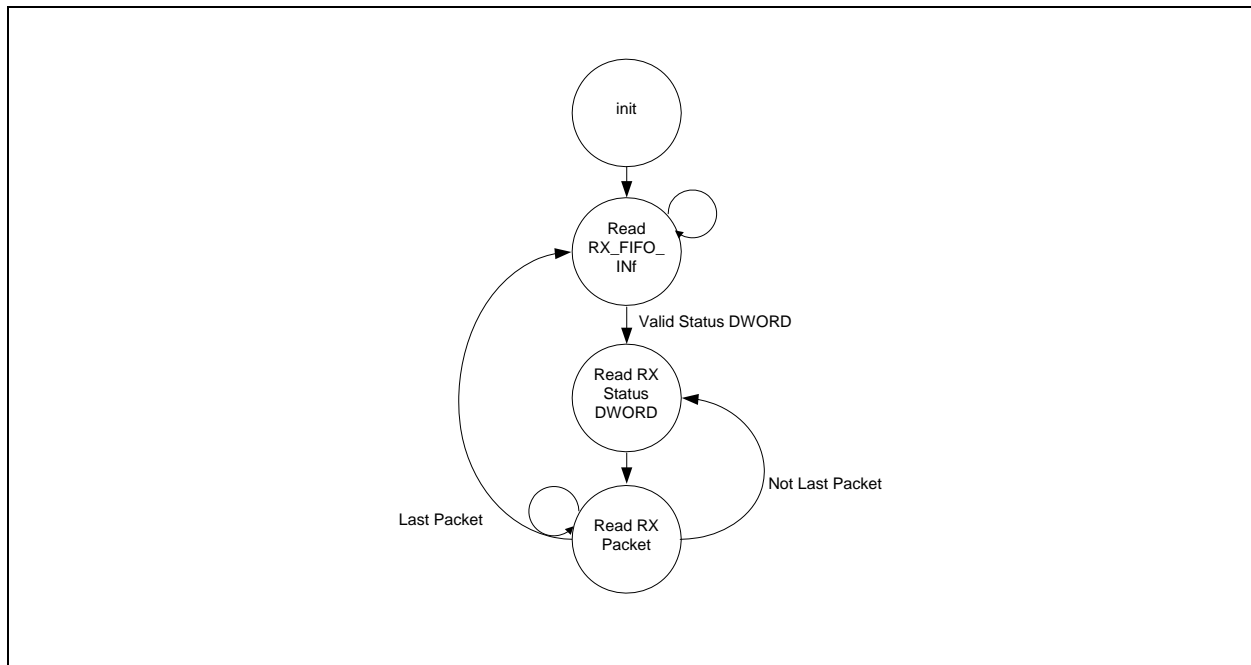 init
Read
RX_FIFO_
INf
Valid Status DWORD
Read RX
Status
DWORD
Not Last Packet
Last Packet
Read RX
Packet